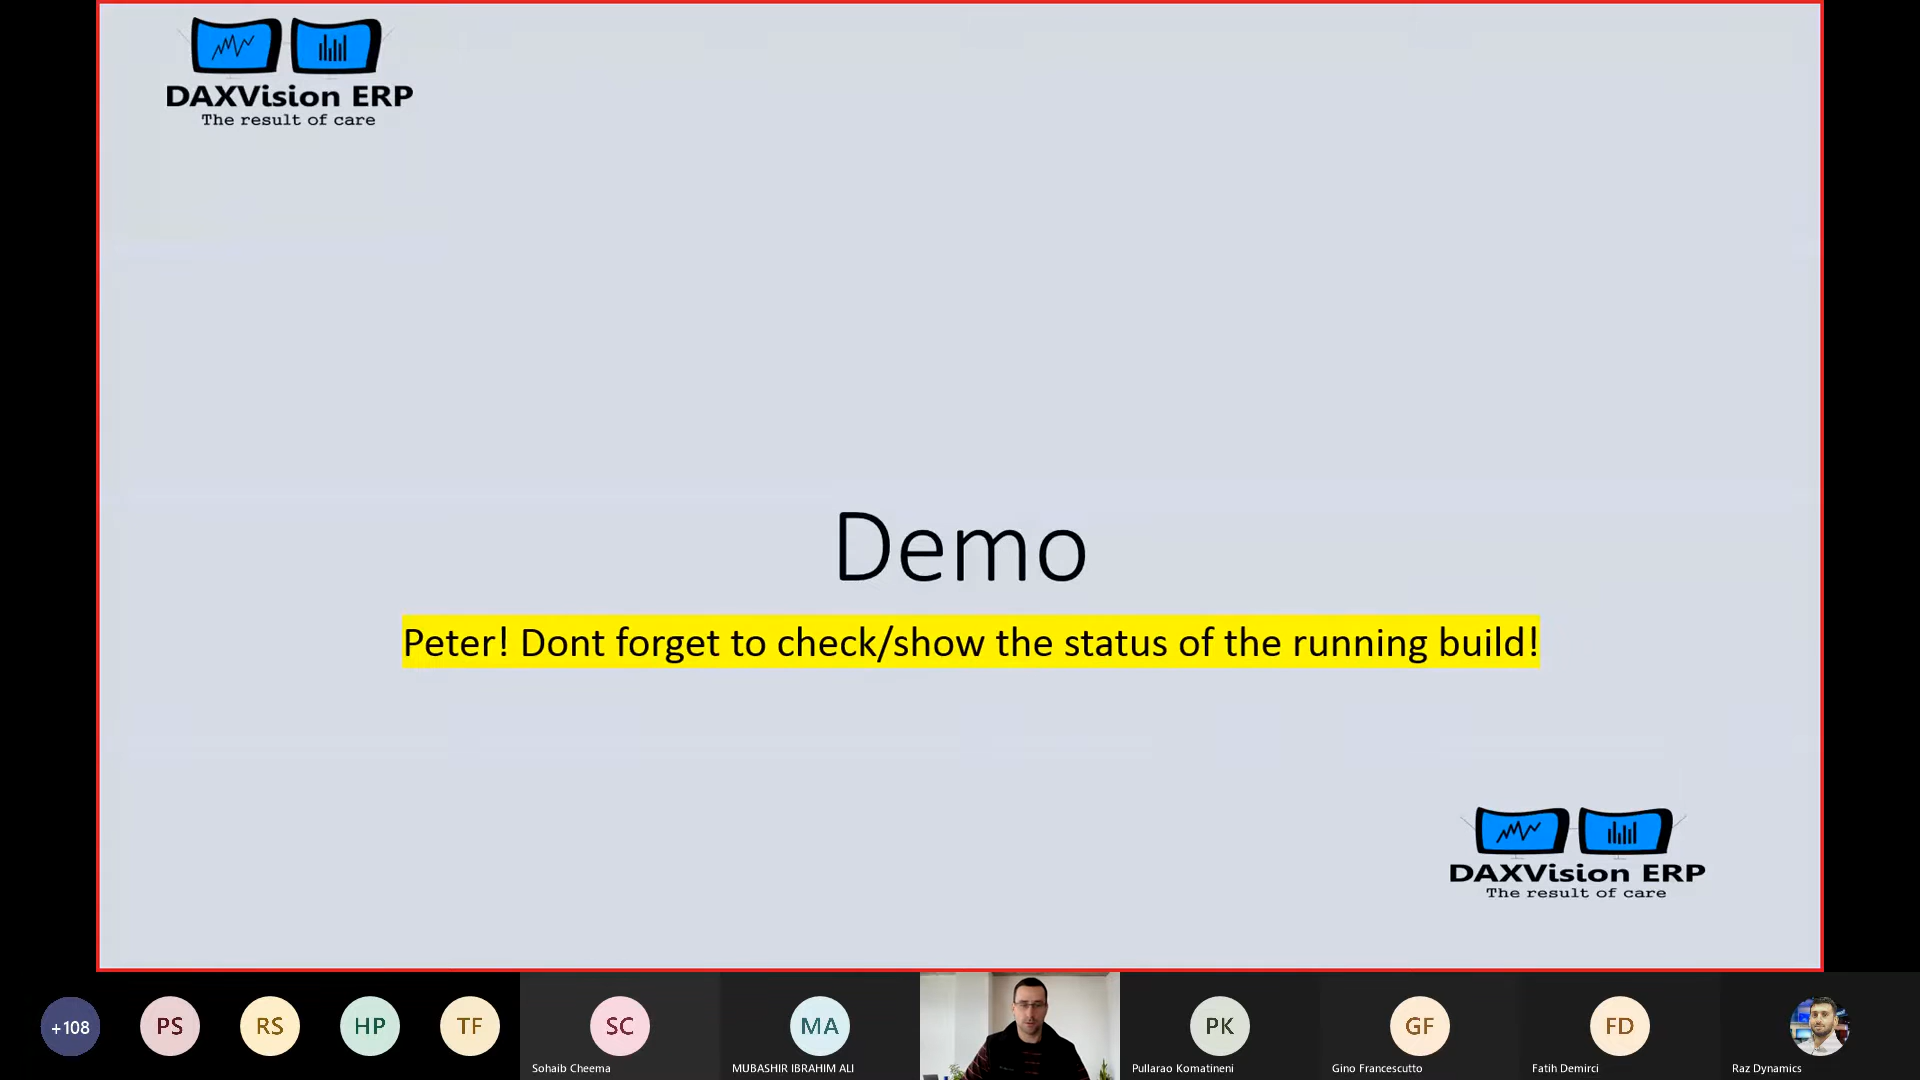 DAXVision ERP
The result of care
Demo
Peter! Dont forget to check/show the status of the running build!
DAXVision ERP
The result of care
+108
PS
RS
HP
TF
SC
MA
PK
GF
FD
Sohaib Cheema
MUBASHIR IBRAHIM ALI
Pullarao Komatineni
Gino Francescutto
Fatih Demirci
Raz Dynamics